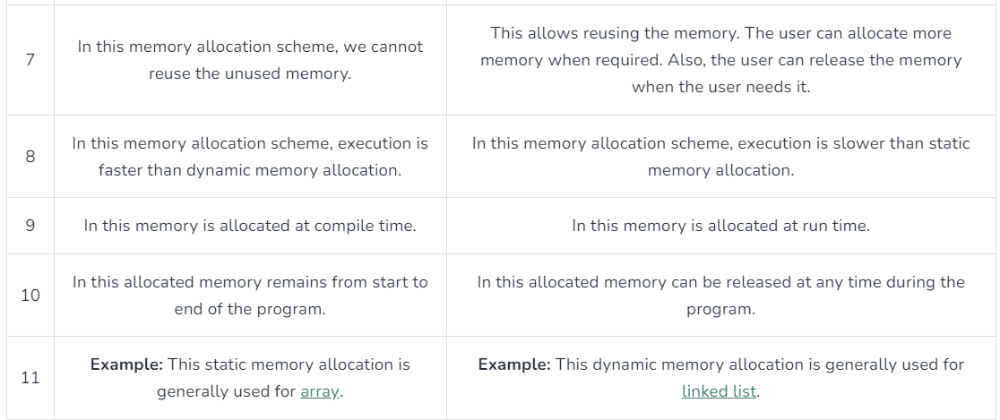 7
In this memory allocation scheme, we cannot
reuse the unused memory.
This allows reusing the memory. The user can allocate more
memory when required. Also, the user can release the memory
when the user needs it.
8
In this memory allocation scheme, execution is
faster than dynamic memory allocation.
In this memory allocation scheme, execution is slower than static
memory allocation.
9
In this memory is allocated at compile time.
In this memory is allocated at run time.
10
In this allocated memory remains from start to
end of the program.
In this allocated memory can be released at any time during the
program.
11
Example: This static memory allocation is
generally used for array.
Example: This dynamic memory allocation is generally used for
linked list.